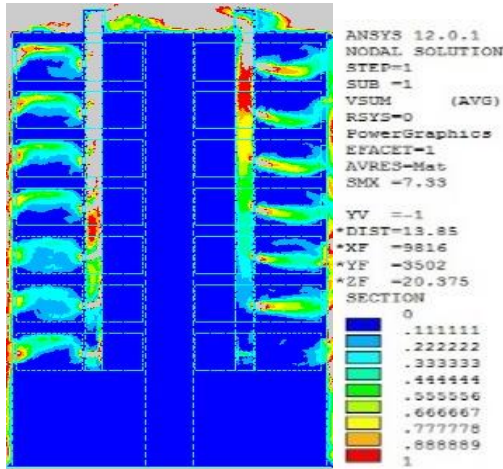 ANSYS 12.0.1
NODAL SOLUTION
STEP=1
SUB =1
VSUM (AVG)
RSYS=0
PowerGraphics
EFACET=1
AVRES=Mat
SMX =7.33
YV =-1
*DIST=13.85
*XF =9816
*YF =3502
*ZF =20.375
SECTION
0
.111111
.222222
.333333
.444444
.555556
.666667
.777778
.888889
1